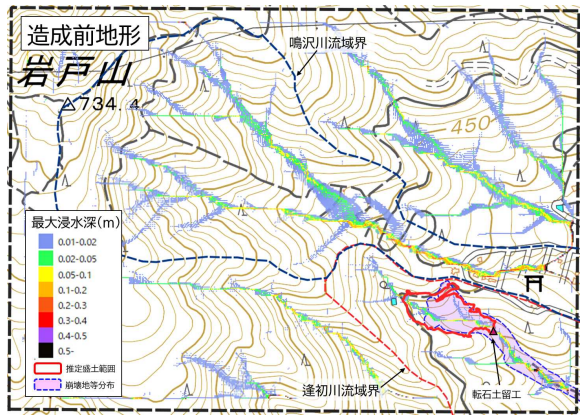 造成前地形
鳴沢川流域界
岩戸山
△734.4
450
最大浸水深(m)
0.01-0.02
0.02-0.05
0.05-0.1
0.1-0.2
0.2-0.3
0.3-0.4
0.4-0.5
0.5-
推定盛土範囲
崩壊地等分布
逢初川流域界
転石土留工